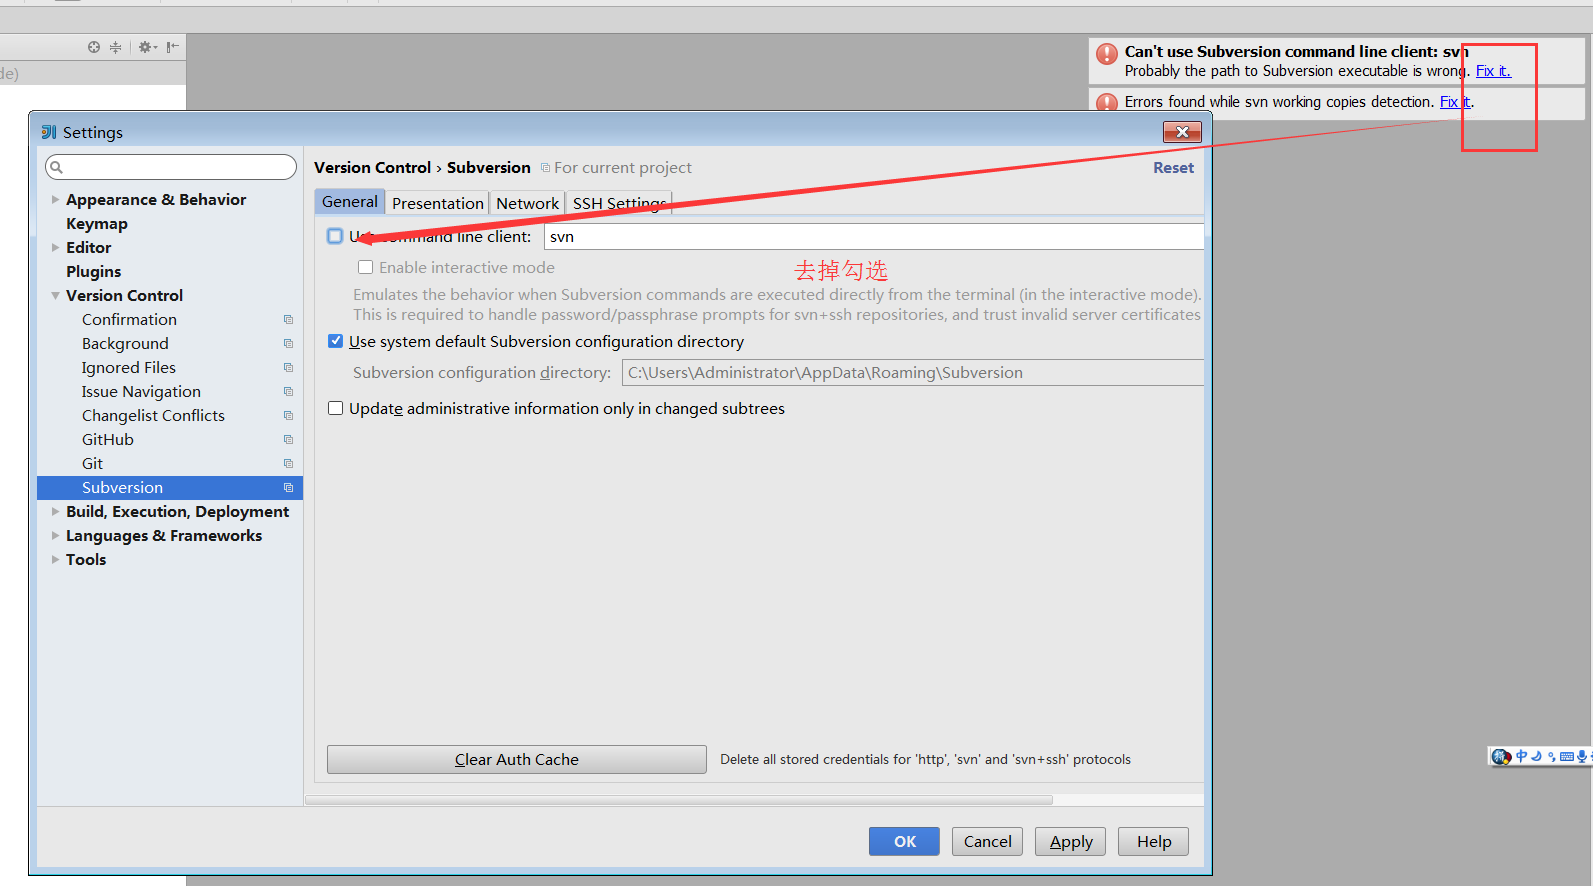 de)
Can't use Subversion command line client: svn
Probably the path to Subversion executable is wrong. Fix it.
Errors found while svn working copies detection. Fix it.
Settings
Version Control › Subversion For current project Reset
Appearance & Behavior
Keymap
Editor
Plugins
Version Control
Confirmation
Background
Ignored Files
Issue Navigation
Changelist Conflicts
GitHub
Git
Subversion
Build, Execution, Deployment
Languages & Frameworks
Tools
General Presentation Network SSH Settings
Use command line client: svn
Enable interactive mode
去掉勾选
Emulates the behavior when Subversion commands are executed directly from the terminal (in the interactive mode).
This is required to handle password/passphrase prompts for svn+ssh repositories, and trust invalid server certificates
Use system default Subversion configuration directory
Subversion configuration directory: C:\Users\Administrator\AppData\Roaming\Subversion
Update administrative information only in changed subtrees
Clear Auth Cache Delete all stored credentials for 'http', 'svn' and 'svn+ssh' protocols
OK Cancel Apply Help
中